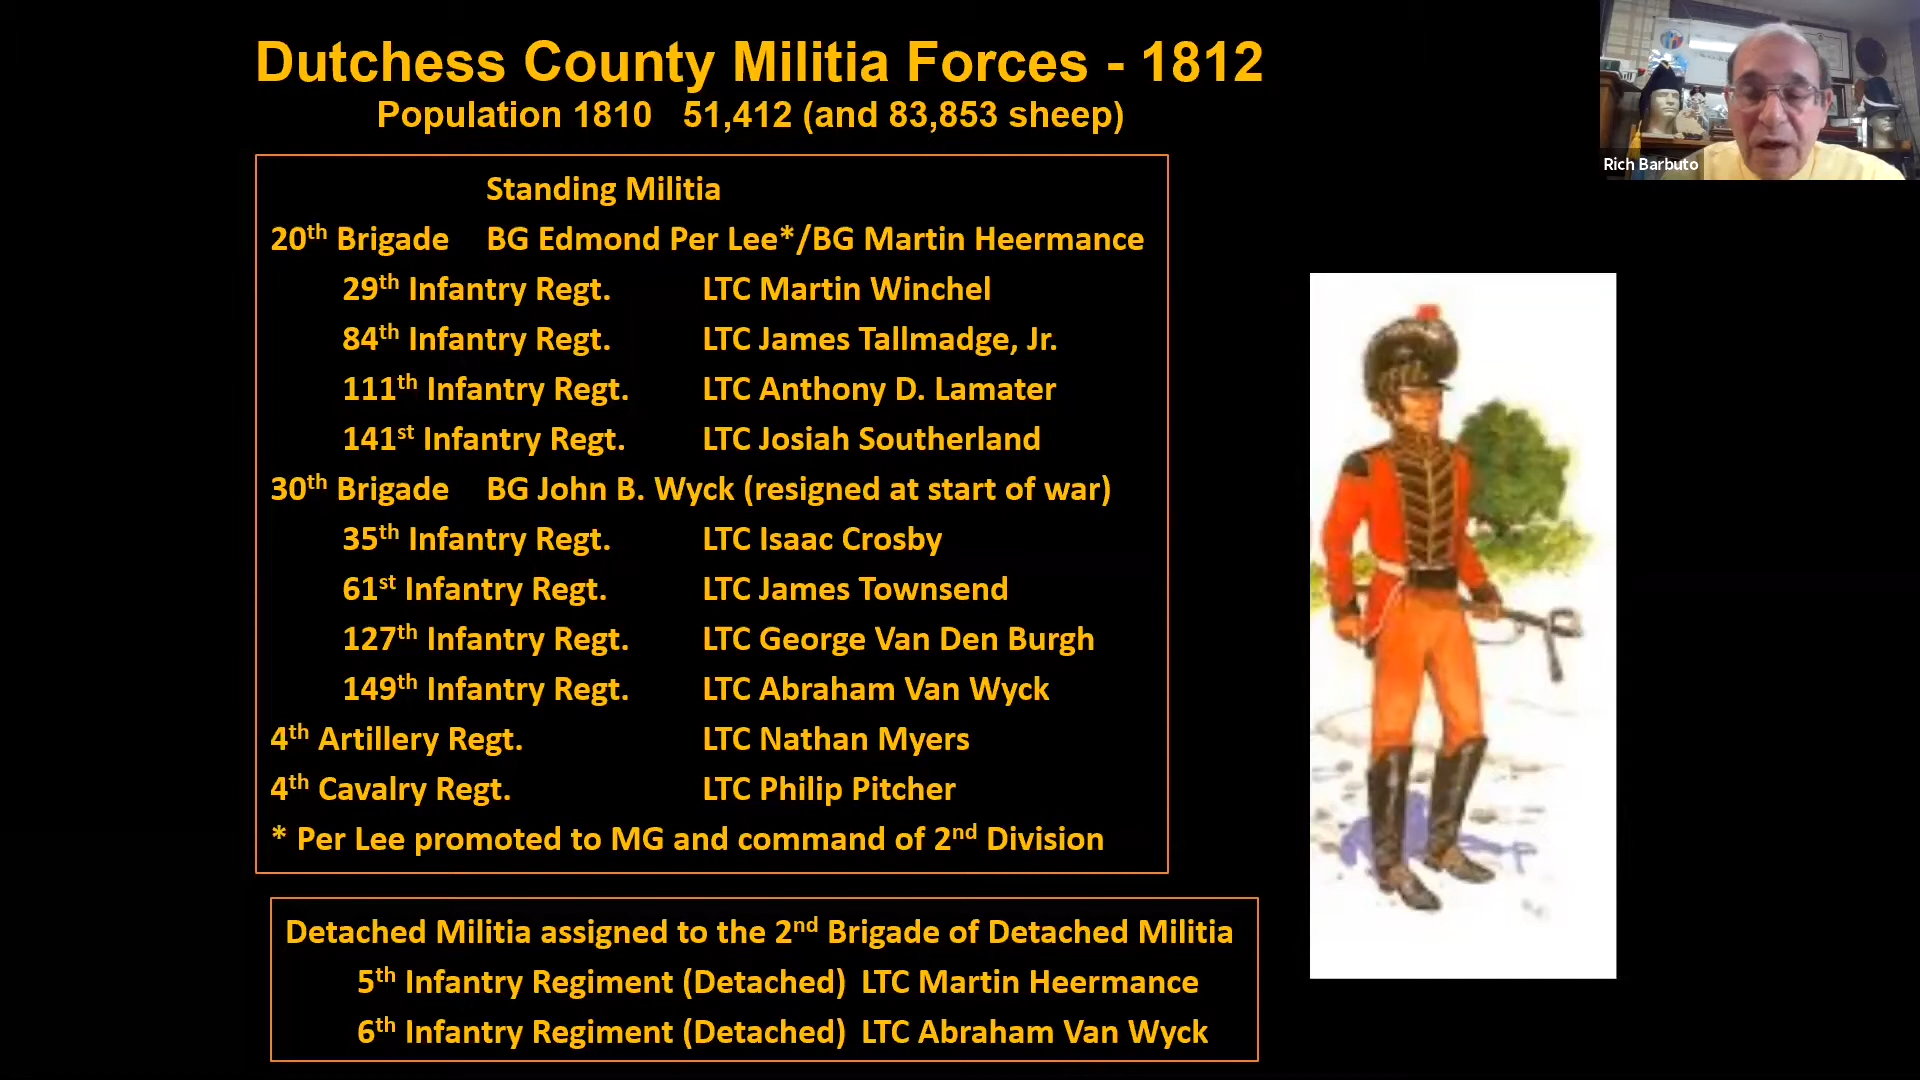 Dutchess County Militia Forces - 1812
Population 1810 51,412 (and 83,853 sheep)
Rich Barbuto
Standing Militia
20th Brigade BG Edmond Per Lee*/BG Martin Heermance
29th Infantry Regt. LTC Martin Winchel
84th Infantry Regt. LTC James Tallmadge, Jr.
111th Infantry Regt. LTC Anthony D. Lamater
141st Infantry Regt. LTC Josiah Southerland
30th Brigade BG John B. Wyck (resigned at start of war)
35th Infantry Regt. LTC Isaac Crosby
61st Infantry Regt. LTC James Townsend
127th Infantry Regt. LTC George Van Den Burgh
149th Infantry Regt. LTC Abraham Van Wyck
4th Artillery Regt. LTC Nathan Myers
4th Cavalry Regt. LTC Philip Pitcher
* Per Lee promoted to MG and command of 2nd Division
Detached Militia assigned to the 2nd Brigade of Detached Militia
5th Infantry Regiment (Detached) LTC Martin Heermance
6th Infantry Regiment (Detached) LTC Abraham Van Wyck